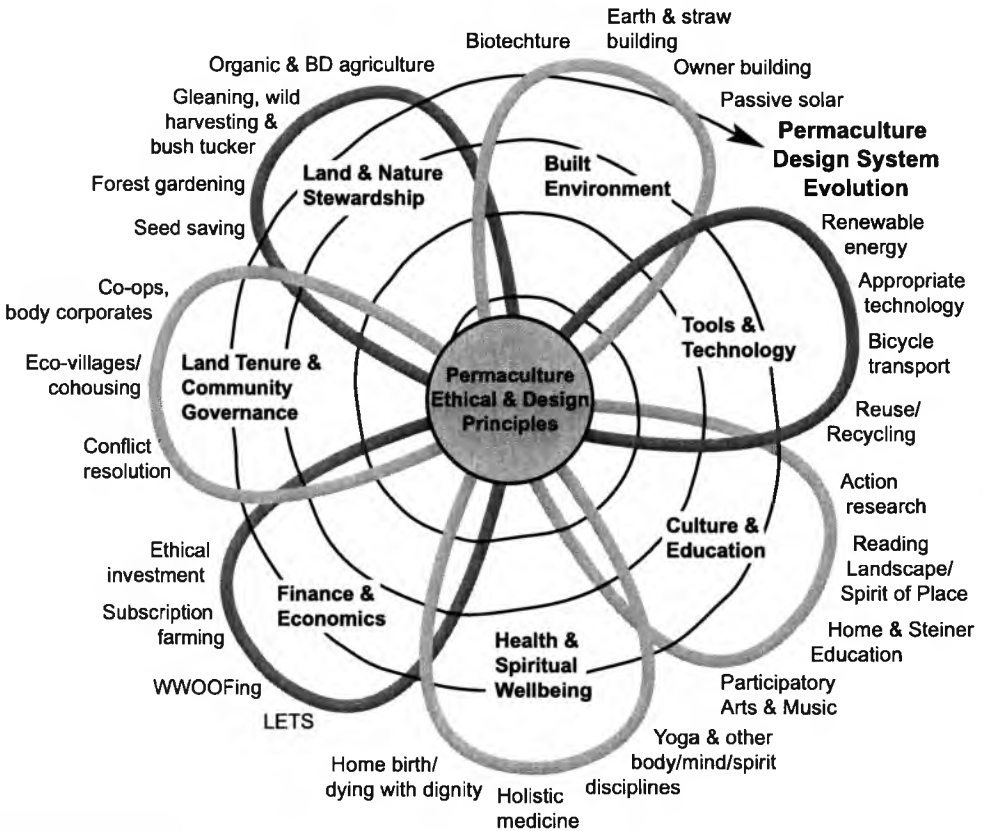 Earth & straw
building
Biotechture
Owner building
Passive solar
Permaculture
Design System
Evolution
Organic & BD agriculture
Gleaning, wild
harvesting &
bush tucker
Forest gardening
Seed saving
Land & Nature
Stewardship
Built
Environment
Renewable
energy
Appropriate
technology
Bicycle
transport
Reuse/
Recycling
Tools &
Technology
Co-ops,
body corporates
Eco-villages/
cohousing
Conflict
resolution
Land Tenure &
Community
Governance
Permaculture
Ethical & Design
Principles
Action
research
Reading
Landscape/
Spirit of Place
Home & Steiner
Education
Participatory
Arts & Music
Culture &
Education
Ethical
investment
Subscription
farming
WWOOFing
LETS
Finance &
Economics
Health &
Spiritual
Wellbeing
Yoga & other
body/mind/spirit
disciplines
Home birth/
dying with dignity
Holistic
medicine